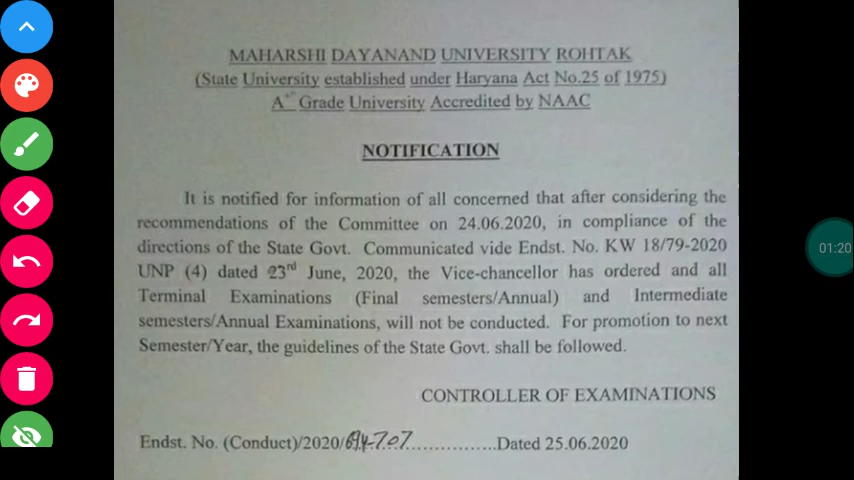 MAHARSHI DAYANAND UNIVERSITY ROHTAK
(State University established under Haryana Act No.25 of 1975)
A+ Grade University Accredited by NAAC
NOTIFICATION
It is notified for information of all concerned that after considering the
recommendations of the Committee on 24.06.2020, in compliance of the
directions of the State Govt. Communicated vide Endst. No. KW 18/79-2020
UNP (4) dated 23rd June, 2020, the Vice-chancellor has ordered and all
Terminal Examinations (Final semesters/Annual) and Intermediate
semesters/Annual Examinations, will not be conducted. For promotion to next
Semester/Year, the guidelines of the State Govt. shall be followed.
CONTROLLER OF EXAMINATIONS
Endst. No. (Conduct)/2020/694-707...............Dated 25.06.2020
01:20